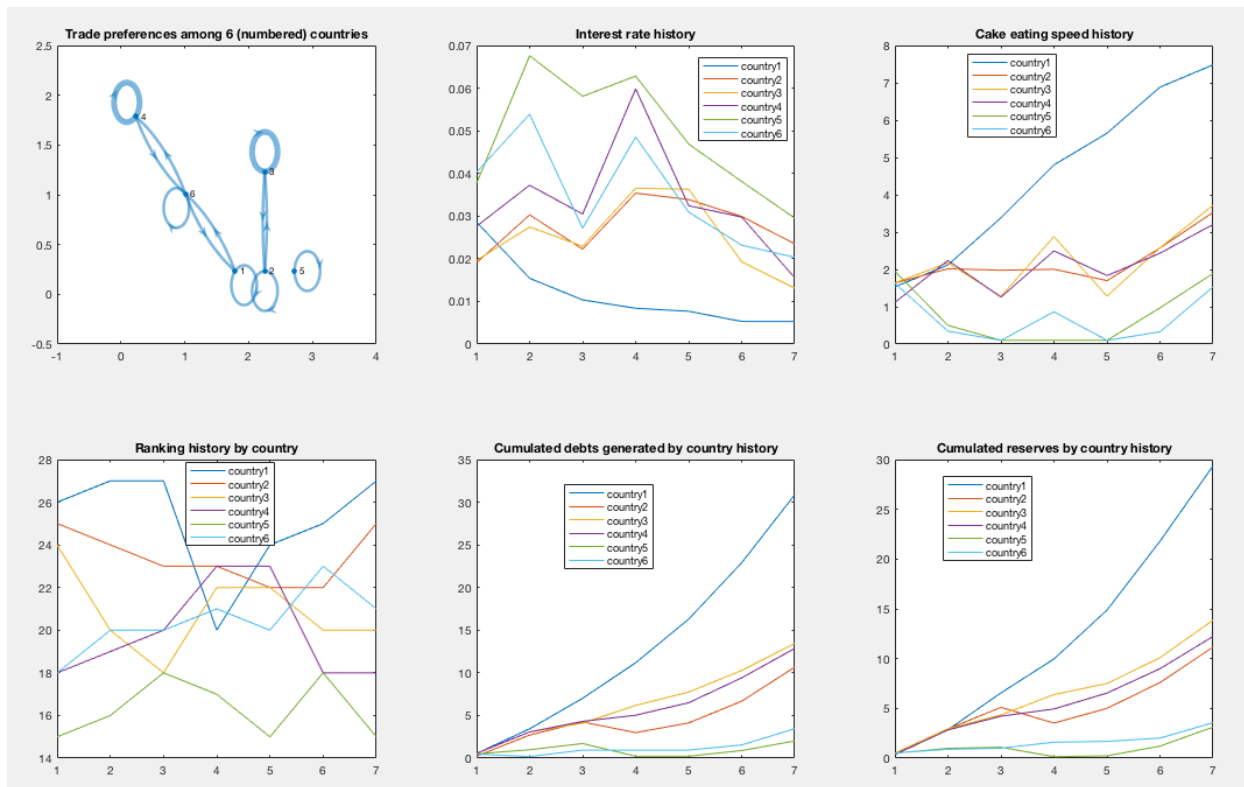 Trade preferences among 6 (numbered) countries
2.5
2
1.5
1
0.5
0
-0.5
-1 0 1 2 3 4
4
3
6
1
2
5
Interest rate history
0.07
0.06
0.05
0.04
0.03
0.02
0.01
0
1 2 3 4 5 6 7
country1
country2
country3
country4
country5
country6
Cake eating speed history
8
7
6
5
4
3
2
1
0
1 2 3 4 5 6 7
country1
country2
country3
country4
country5
country6
Ranking history by country
28
26
24
22
20
18
16
14
1 2 3 4 5 6 7
country1
country2
country3
country4
country5
country6
Cumulated debts generated by country history
35
30
25
20
15
10
5
0
1 2 3 4 5 6 7
country1
country2
country3
country4
country5
country6
Cumulated reserves by country history
30
25
20
15
10
5
0
1 2 3 4 5 6 7
country1
country2
country3
country4
country5
country6